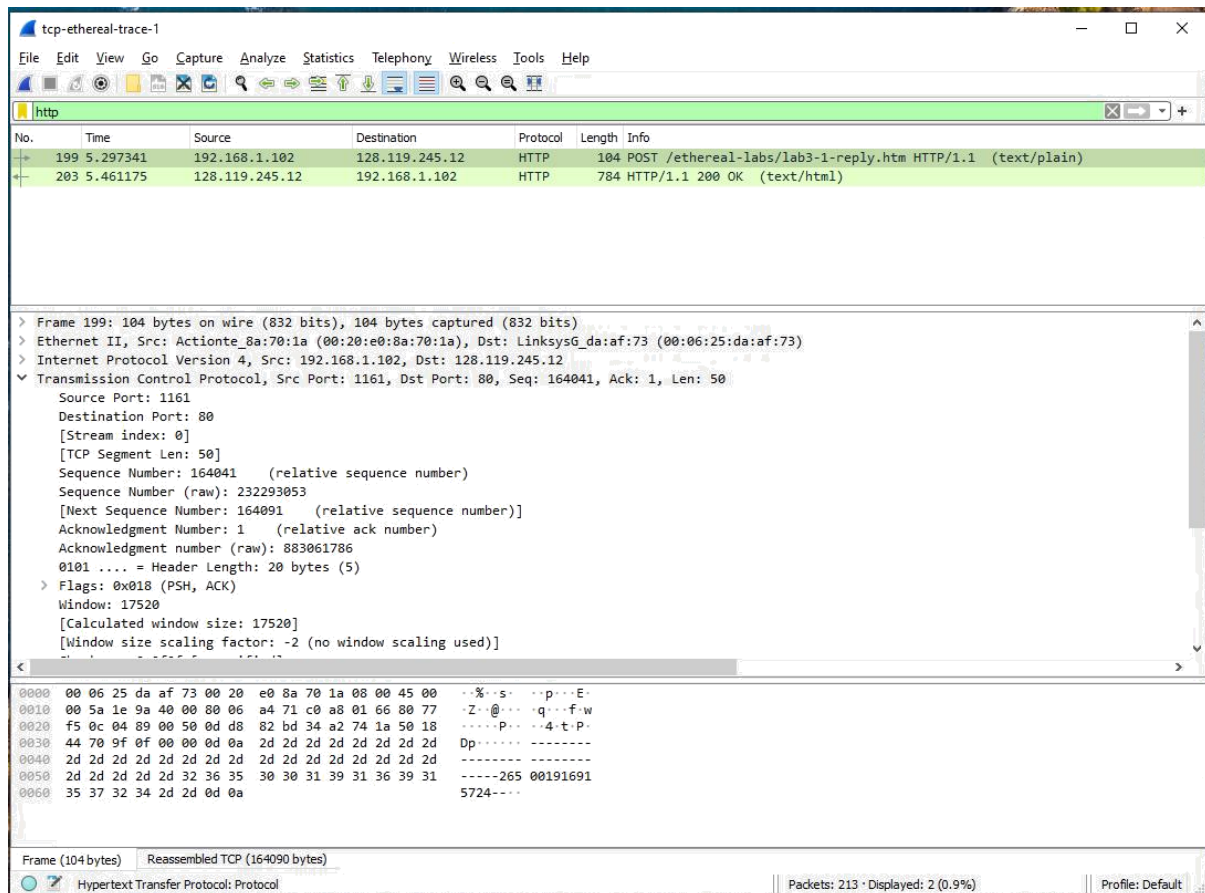 tcp-ethereal-trace-1
File Edit View Go Capture Analyze Statistics Telephony Wireless Tools Help
http
No. Time Source Destination Protocol Length Info
199 5.297341 192.168.1.102 128.119.245.12 HTTP 104 POST /ethereal-labs/lab3-1-reply.htm HTTP/1.1 (text/plain)
203 5.461175 128.119.245.12 192.168.1.102 HTTP 784 HTTP/1.1 200 OK (text/html)
Frame 199: 104 bytes on wire (832 bits), 104 bytes captured (832 bits)
Ethernet II, Src: Actionte_8a:70:1a (00:20:e0:8a:70:1a), Dst: LinksysG_da:af:73 (00:06:25:da:af:73)
Internet Protocol Version 4, Src: 192.168.1.102, Dst: 128.119.245.12
Transmission Control Protocol, Src Port: 1161, Dst Port: 80, Seq: 164041, Ack: 1, Len: 50
Source Port: 1161
Destination Port: 80
[Stream index: 0]
[TCP Segment Len: 50]
Sequence Number: 164041 (relative sequence number)
Sequence Number (raw): 232293053
[Next Sequence Number: 164091 (relative sequence number)]
Acknowledgment Number: 1 (relative ack number)
Acknowledgment number (raw): 883061786
0101 .... = Header Length: 20 bytes (5)
Flags: 0x018 (PSH, ACK)
Window: 17520
[Calculated window size: 17520]
[Window size scaling factor: -2 (no window scaling used)]
0000 00 06 25 da af 73 00 20 e0 8a 70 1a 08 00 45 00 ··%··s· ··p···E·
0010 00 5a 1e 9a 40 00 80 06 a4 71 c0 a8 01 66 80 77 ·Z··@··· ·q···f·w
0020 f5 0c 04 89 00 50 0d d8 82 bd 34 a2 74 1a 50 18 ·····P·· ··4·t·P·
0030 44 70 9f 0f 00 00 0d 0a 2d 2d 2d 2d 2d 2d 2d 2d Dp······ --------
0040 2d 2d 2d 2d 2d 2d 2d 2d 2d 2d 2d 2d 2d 2d 2d 2d -------- --------
0050 2d 2d 2d 2d 2d 32 36 35 30 30 31 39 31 36 39 31 -----265 00191691
0060 35 37 32 34 2d 2d 0d 0a 5724--··
Frame (104 bytes) Reassembled TCP (164090 bytes)
Hypertext Transfer Protocol: Protocol Packets: 213 · Displayed: 2 (0.9%) Profile: Default